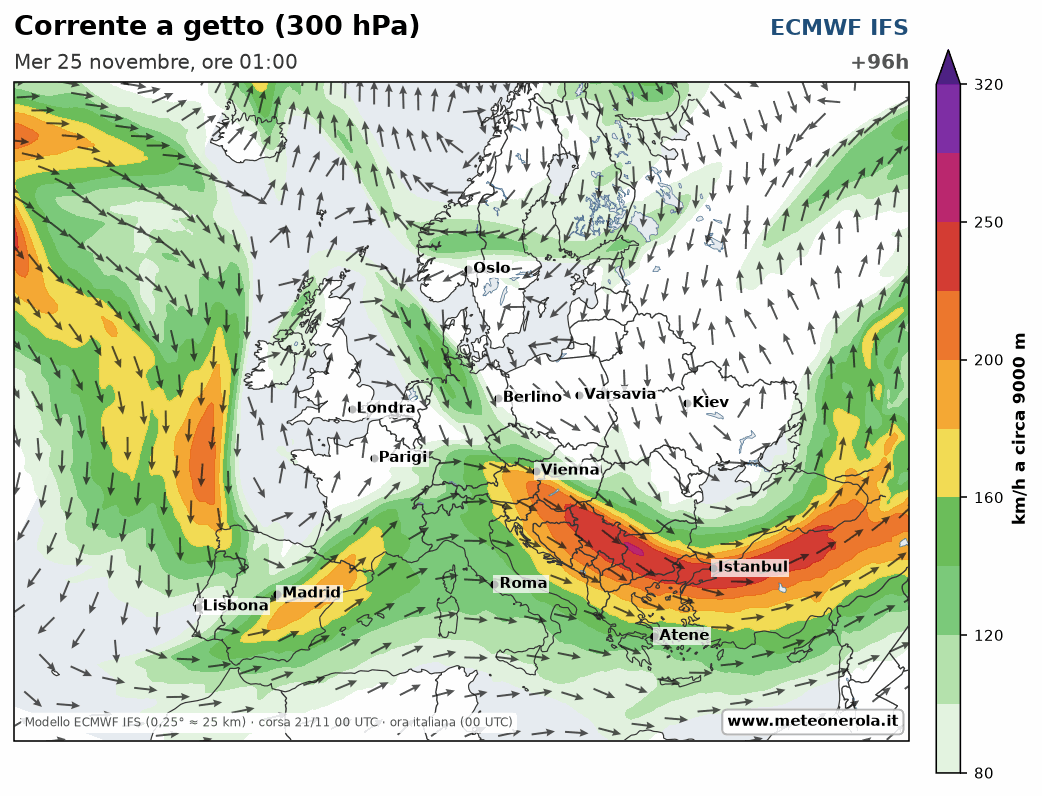 Corrente a getto (300 hPa)
ECMWF IFS
Mer 25 novembre, ore 01:00
+96h
320
250
200
160
120
80
km/h a circa 9000 m
Oslo
Berlino
Varsavia
Kiev
Londra
Parigi
Vienna
Istanbul
Roma
Madrid
Lisbona
Atene
Modello ECMWF IFS (0,25° ≈ 25 km) · corsa 21/11 00 UTC · ora italiana (00 UTC)
www.meteonerola.it